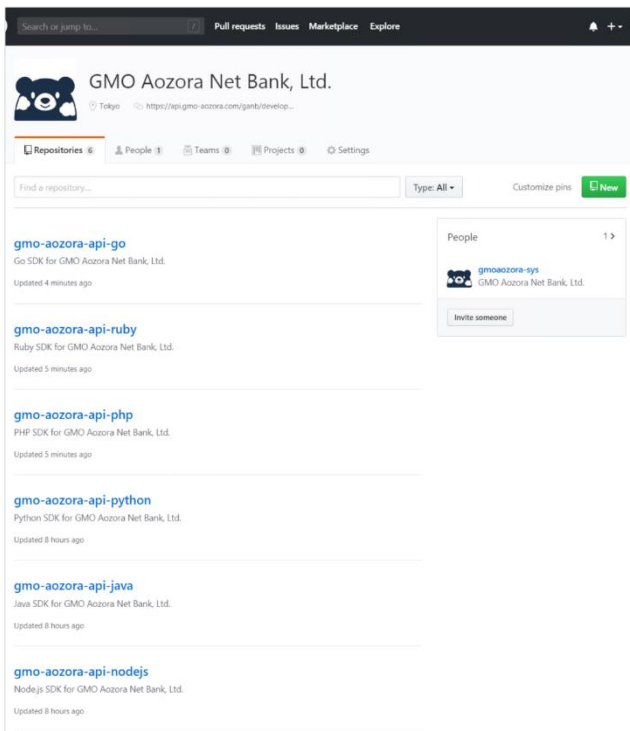 Search or jump to...
/
Pull requests Issues Marketplace Explore
GMO Aozora Net Bank, Ltd.
Tokyo https://api.gmo-aozora.com/ganb/develop...
Repositories 6 People 1 Teams 0 Projects 0 Settings
Find a repository...
Type: All
Customize pins
New
gmo-aozora-api-go
Go SDK for GMO Aozora Net Bank, Ltd.
Updated 4 minutes ago
gmo-aozora-api-ruby
Ruby SDK for GMO Aozora Net Bank, Ltd.
Updated 5 minutes ago
gmo-aozora-api-php
PHP SDK for GMO Aozora Net Bank, Ltd.
Updated 5 minutes ago
gmo-aozora-api-python
Python SDK for GMO Aozora Net Bank, Ltd.
Updated 8 hours ago
gmo-aozora-api-java
Java SDK for GMO Aozora Net Bank, Ltd.
Updated 8 hours ago
gmo-aozora-api-nodejs
Node.js SDK for GMO Aozora Net Bank, Ltd.
Updated 8 hours ago
People 1 >
gmoaozora-sys
GMO Aozora Net Bank, Ltd.
Invite someone